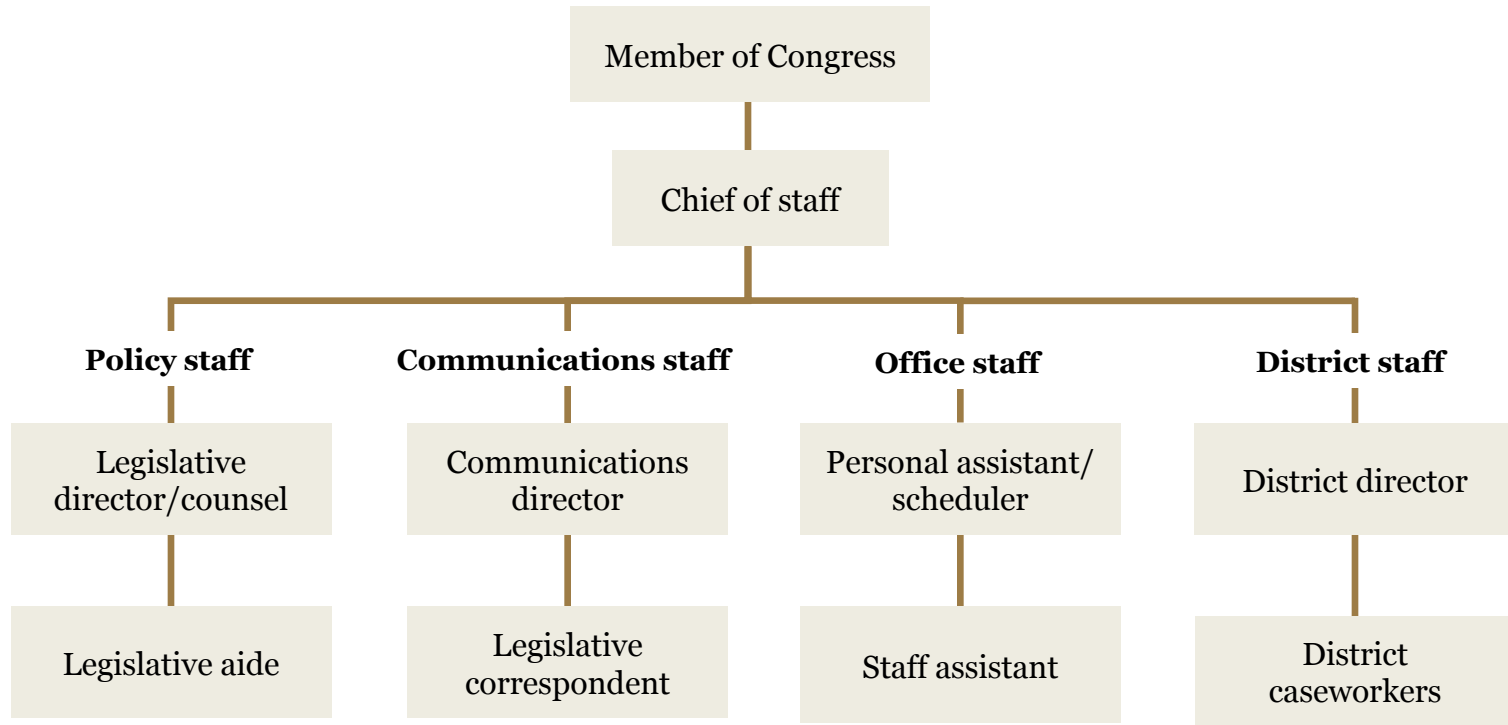 Member of Congress
Chief of staff
Policy staff
Communications staff
Office staff
District staff
Legislative
director/counsel
Communications
director
Personal assistant/
scheduler
District director
Legislative aide
Legislative
correspondent
Staff assistant
District
caseworkers